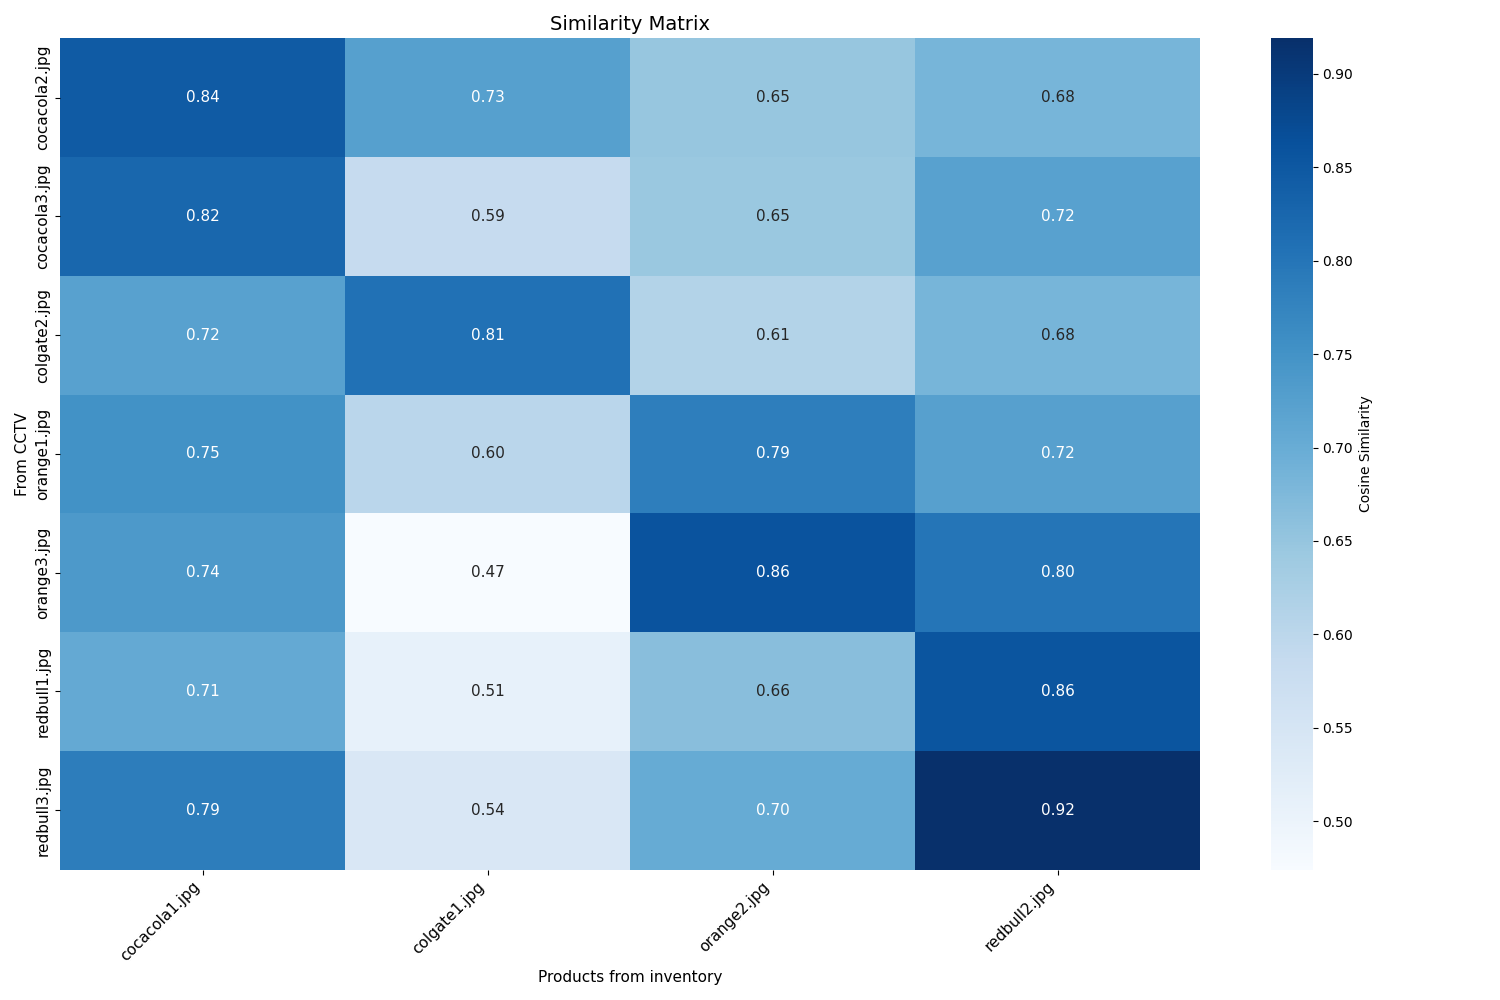 Similarity Matrix
From CCTV
cocacola2.jpg 0.84 0.73 0.65 0.68
cocacola3.jpg 0.82 0.59 0.65 0.72
colgate2.jpg 0.72 0.81 0.61 0.68
orange1.jpg 0.75 0.60 0.79 0.72
orange3.jpg 0.74 0.47 0.86 0.80
redbull1.jpg 0.71 0.51 0.66 0.86
redbull3.jpg 0.79 0.54 0.70 0.92
cocacola1.jpg colgate1.jpg orange2.jpg redbull2.jpg
Products from inventory
0.90
0.85
0.80
0.75
0.70
0.65
0.60
0.55
0.50
Cosine Similarity